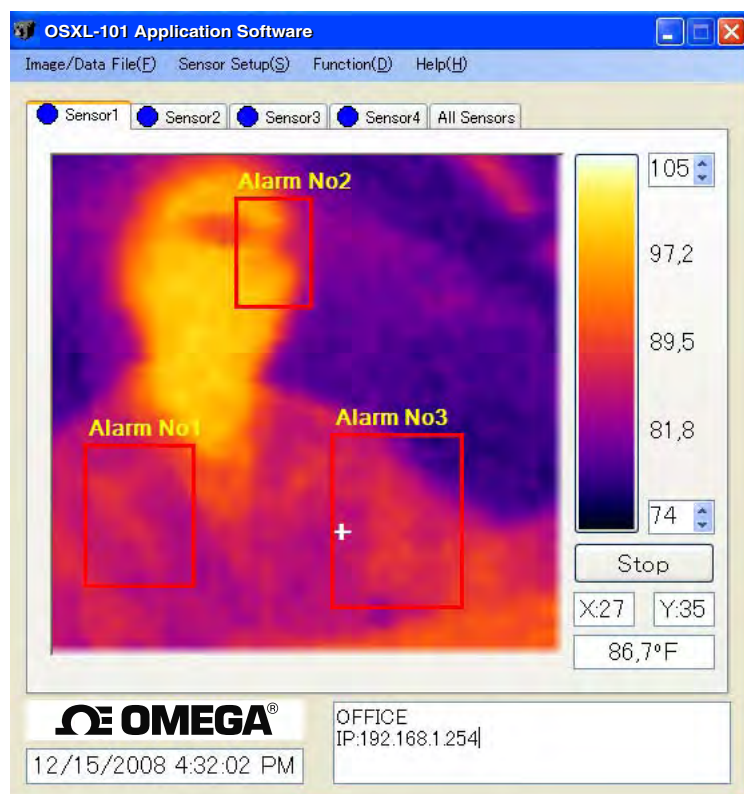 OSXL-101 Application Software
Image/Data File(F) Sensor Setup(S) Function(D) Help(H)
Sensor1 Sensor2 Sensor3 Sensor4 All Sensors
Alarm No2
Alarm No1
Alarm No3
105
97,2
89,5
81,8
74
Stop
X:27 Y:35
86,7°F
ΩE OMEGA®
12/15/2008 4:32:02 PM
OFFICE
IP:192.168.1.254